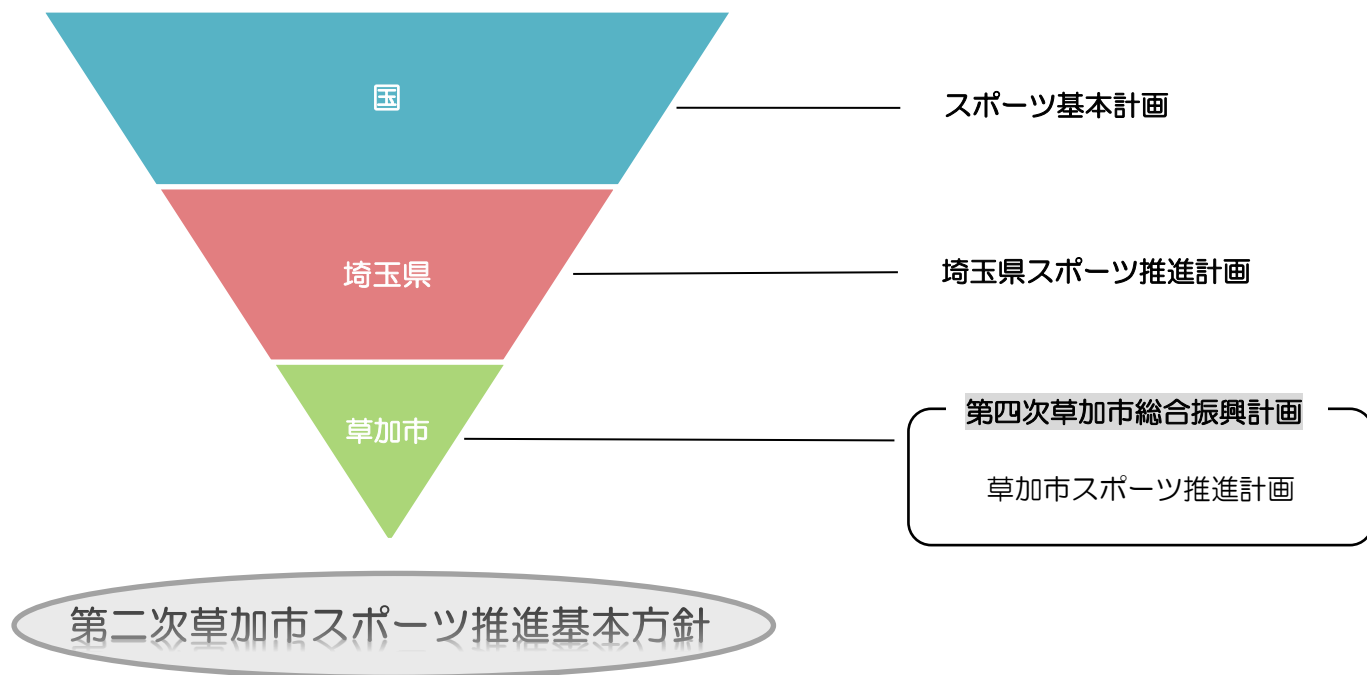 国
スポーツ基本計画
埼玉県
埼玉県スポーツ推進計画
草加市
第四次草加市総合振興計画
草加市スポーツ推進計画
第二次草加市スポーツ推進基本方針